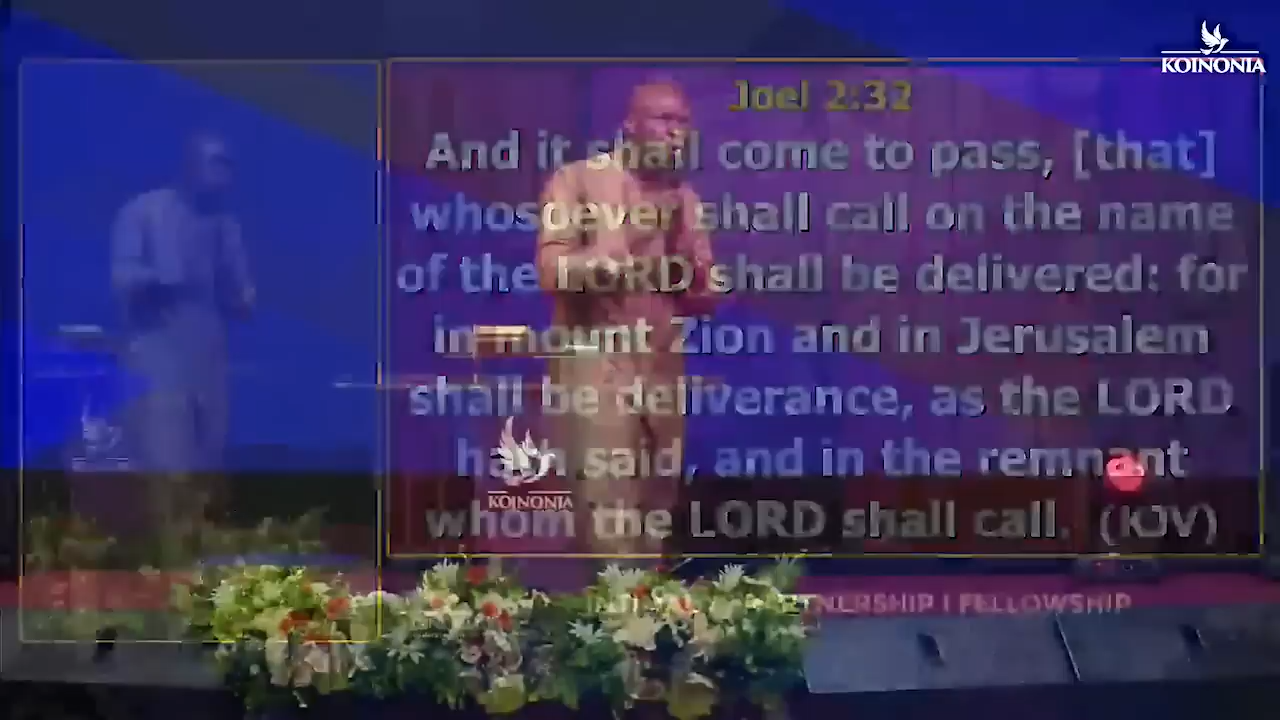 KOINONIA
Joel 2:32
And it shall come to pass, [that]
whosoever shall call on the name
of the LORD shall be delivered: for
in mount Zion and in Jerusalem
shall be deliverance, as the LORD
hath said, and in the remnant
whom the LORD shall call. (KJV)
KOINONIA
FELLOWSHIP